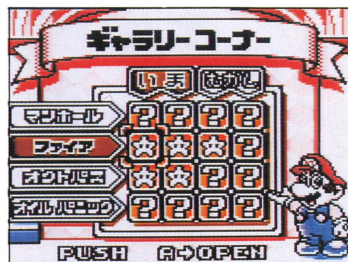 ギャラリーコーナー
いま むかし
マンホール ? ? ? ?
ファイア ?
オクトパス ? ?
オイルパニック ? ? ? ?
PUSH A→OPEN